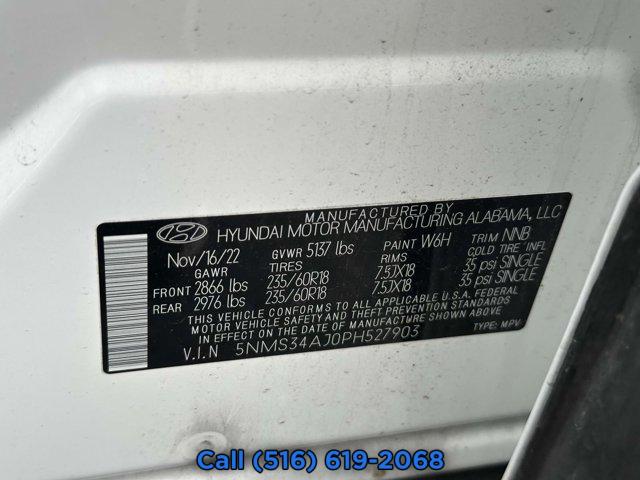 MANUFACTURED BY
HYUNDAI MOTOR MANUFACTURING ALABAMA, LLC
Nov/16/22 GVWR 5137 lbs PAINT W6H TRIM NNB
GAWR TIRES RIMS COLD TIRE INFL
FRONT 2866 lbs 235/60R18 7.5JX18 35 psi SINGLE
REAR 2976 lbs 235/60R18 7.5JX18 35 psi SINGLE
THIS VEHICLE CONFORMS TO ALL APPLICABLE U.S.A. FEDERAL
MOTOR VEHICLE SAFETY AND THEFT PREVENTION STANDARDS
IN EFFECT ON THE DATE OF MANUFACTURE SHOWN ABOVE.
V.I.N 5NMS34AJ0PH527903 TYPE: MPV
Call (516) 619-2068